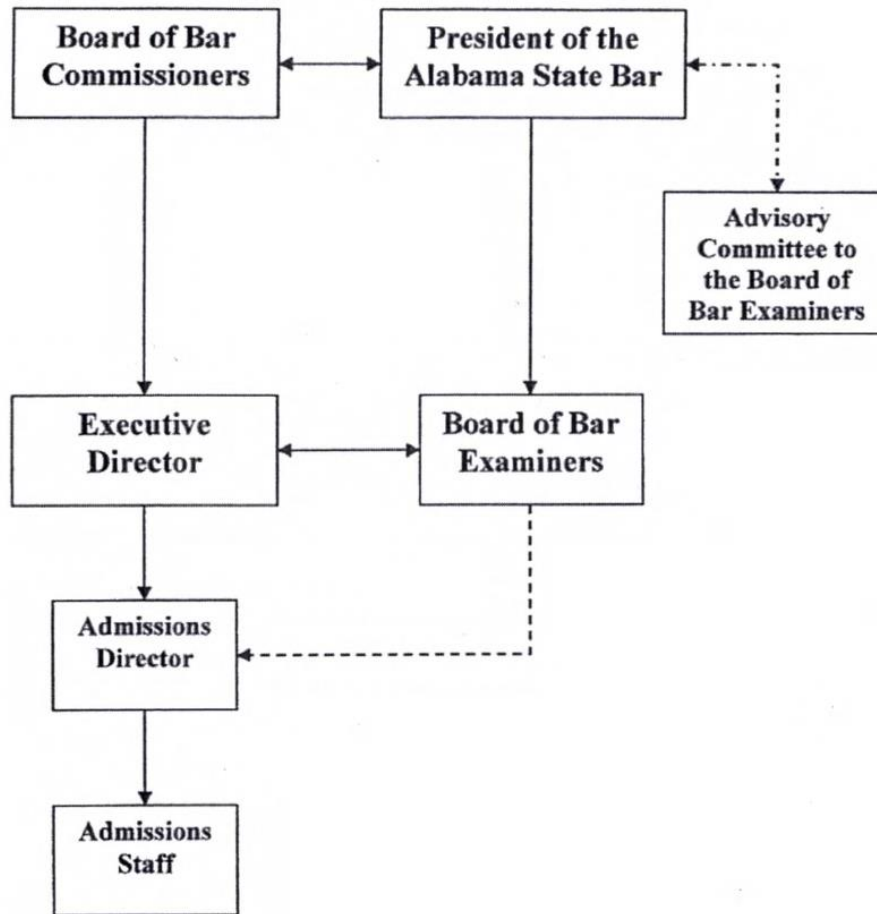 Board of Bar
Commissioners
President of the
Alabama State Bar
Advisory
Committee to
the Board of
Bar Examiners
Executive
Director
Board of Bar
Examiners
Admissions
Director
Admissions
Staff